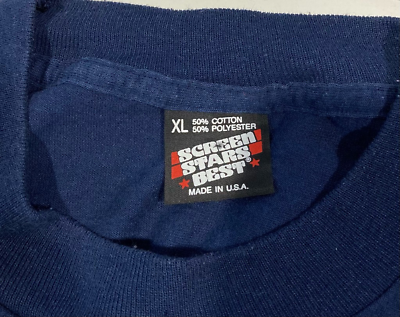 XL 50% COTTON
50% POLYESTER
SCREEN
STARS
BEST®
MADE IN U.S.A.